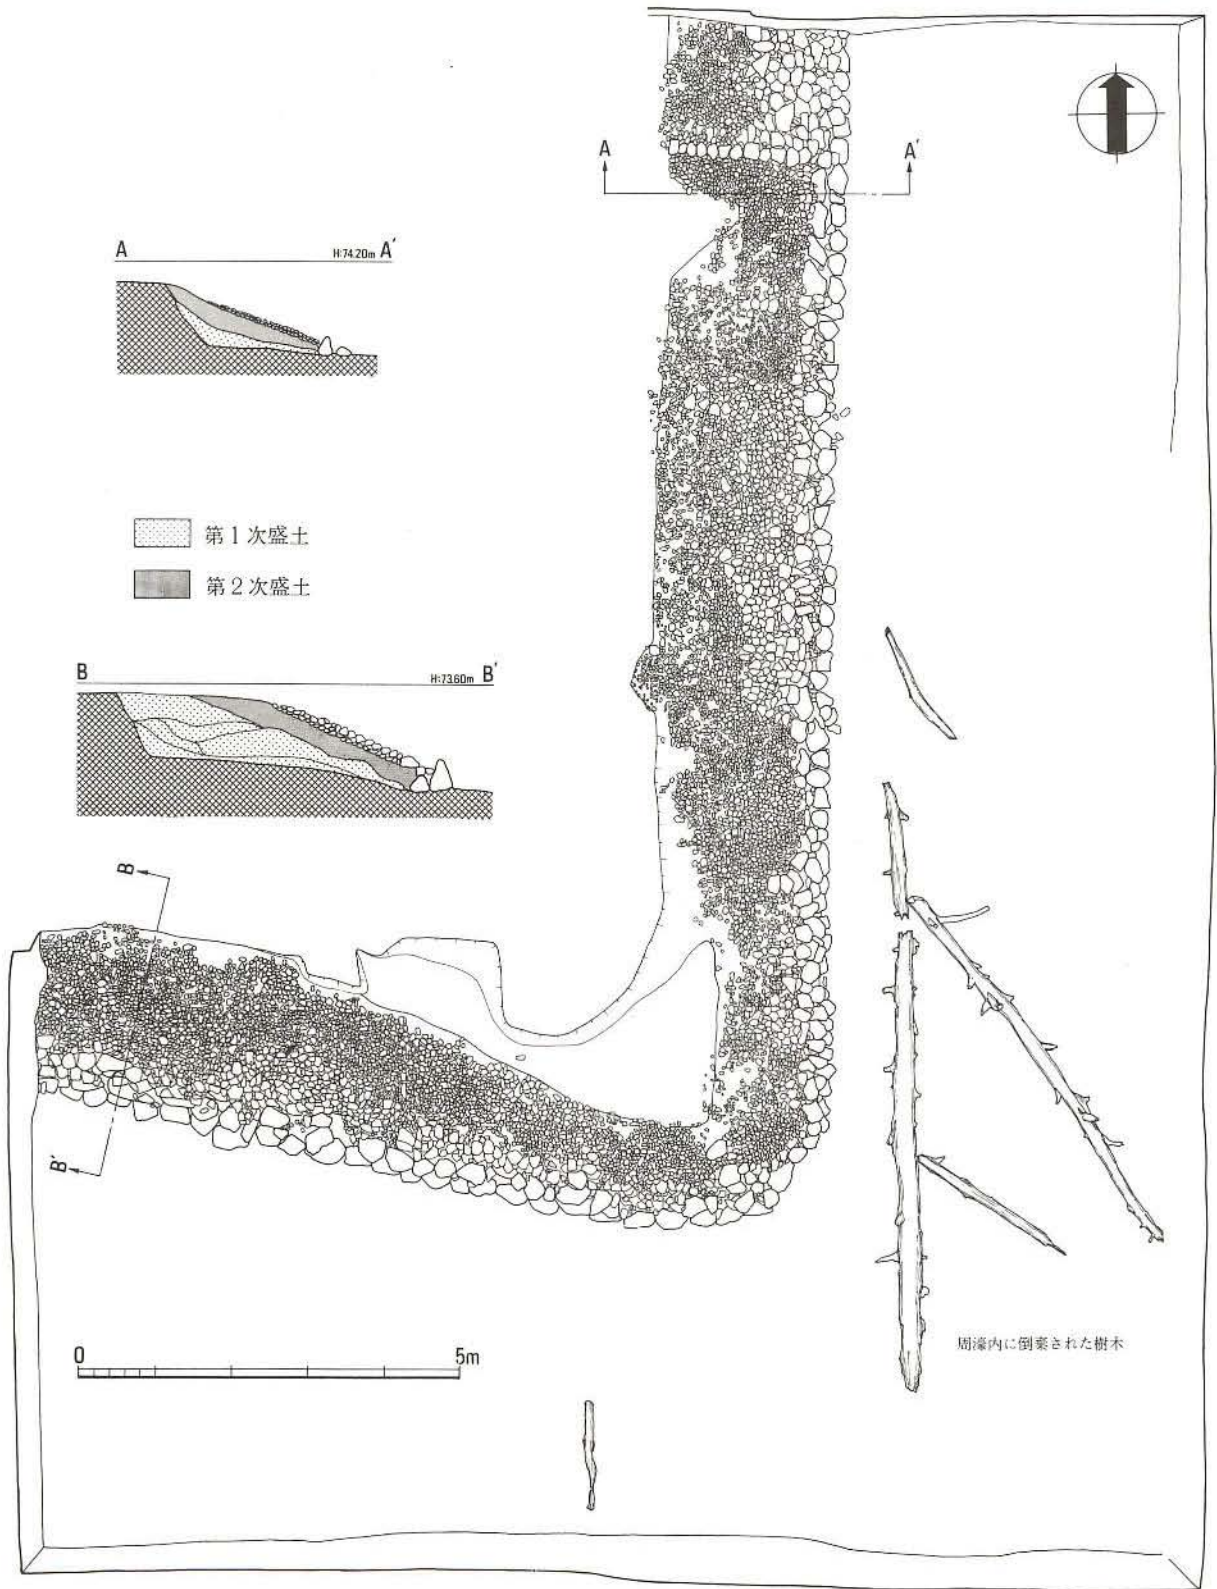 A A'
A H:74.20m A'
第1次盛土
第2次盛土
B H:73.60m B'
B
B'
周濠内に倒棄された樹木
0 5m